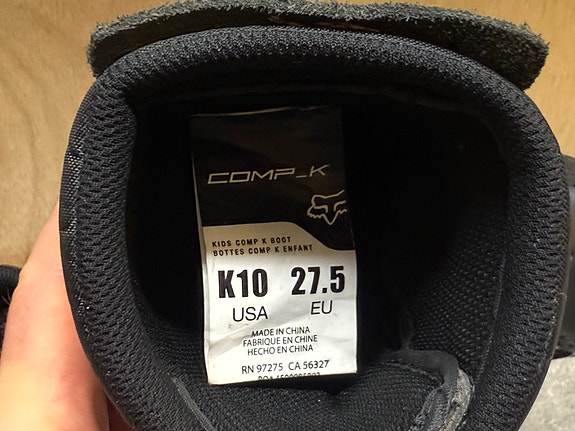 COMP_K
KIDS COMP K BOOT
BOTTES COMP K ENFANT
K10 27.5
USA EU
MADE IN CHINA
FABRIQUE EN CHINE
HECHO EN CHINA
RN 97275 CA 56327